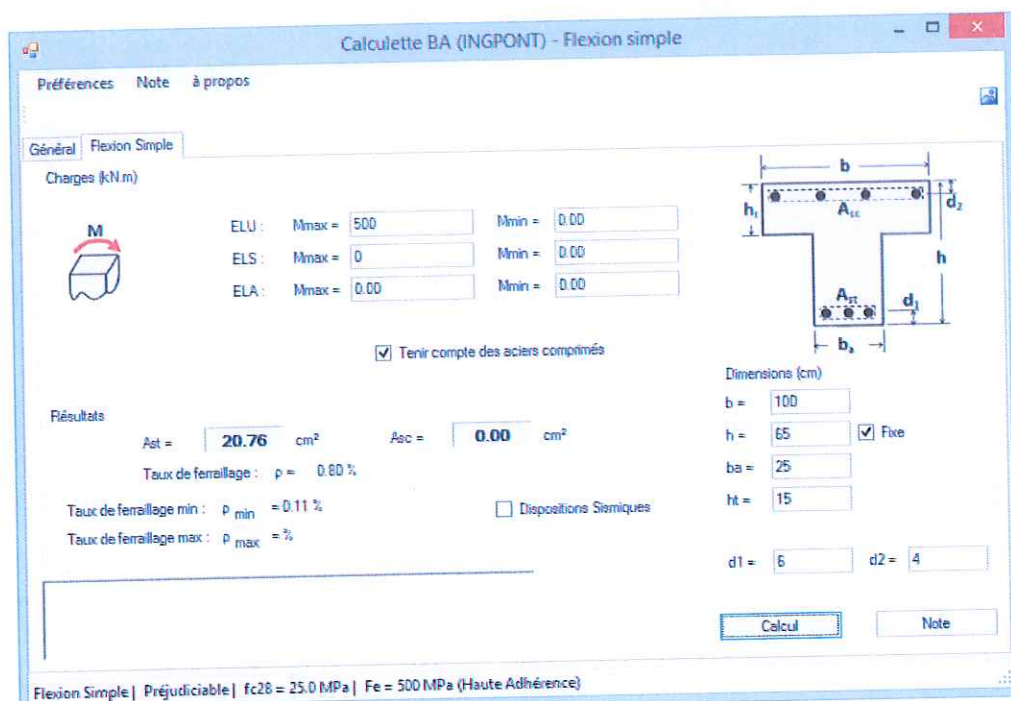 Calculette BA (INGPONT) - Flexion simple
Préférences Note à propos
Général Flexion Simple
Charges (kN.m)
M
ELU : Mmax = 500 Mmin = 0.00
ELS : Mmax = 0 Mmin = 0.00
ELA : Mmax = 0.00 Mmin = 0.00
Tenir compte des aciers comprimés
b
ht
Asc
d2
h
Ast
d1
ba
Dimensions (cm)
b = 100
h = 65 Fixe
ba = 25
ht = 15
d1 = 6 d2 = 4
Résultats
Ast = 20.76 cm² Asc = 0.00 cm²
Taux de ferraillage : ρ = 0.80 %
Taux de ferraillage min : ρ min = 0.11 %
Dispositions Sismiques
Taux de ferraillage max : ρ max = %
Calcul Note
Flexion Simple | Préjudiciable | fc28 = 25.0 MPa | Fe = 500 MPa (Haute Adhérence)